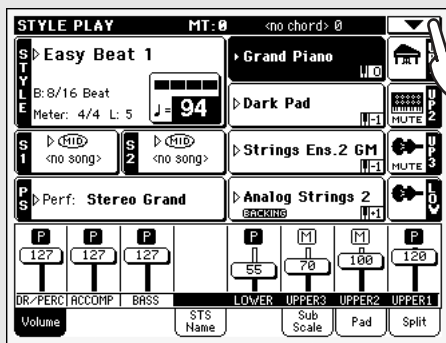 STYLE PLAY MT:0 <no chord> 0
STYLE
Easy Beat 1
B:8/16 Beat
Meter: 4/4 L: 5 ♩= 94
Grand Piano
0
Dark Pad
-1
MUTE
UP2
S1
MID
<no song>
S2
MID
<no song>
Strings Ens.2 GM
-1
MUTE
UP3
PS
Perf: Stereo Grand
Analog Strings 2
BACKING
+1
LOW
P P P P M M P
127 127 127 55 70 100 120
DR/PERC ACCOMP BASS LOWER UPPER3 UPPER2 UPPER1
Volume STS Name Sub Scale Pad Split